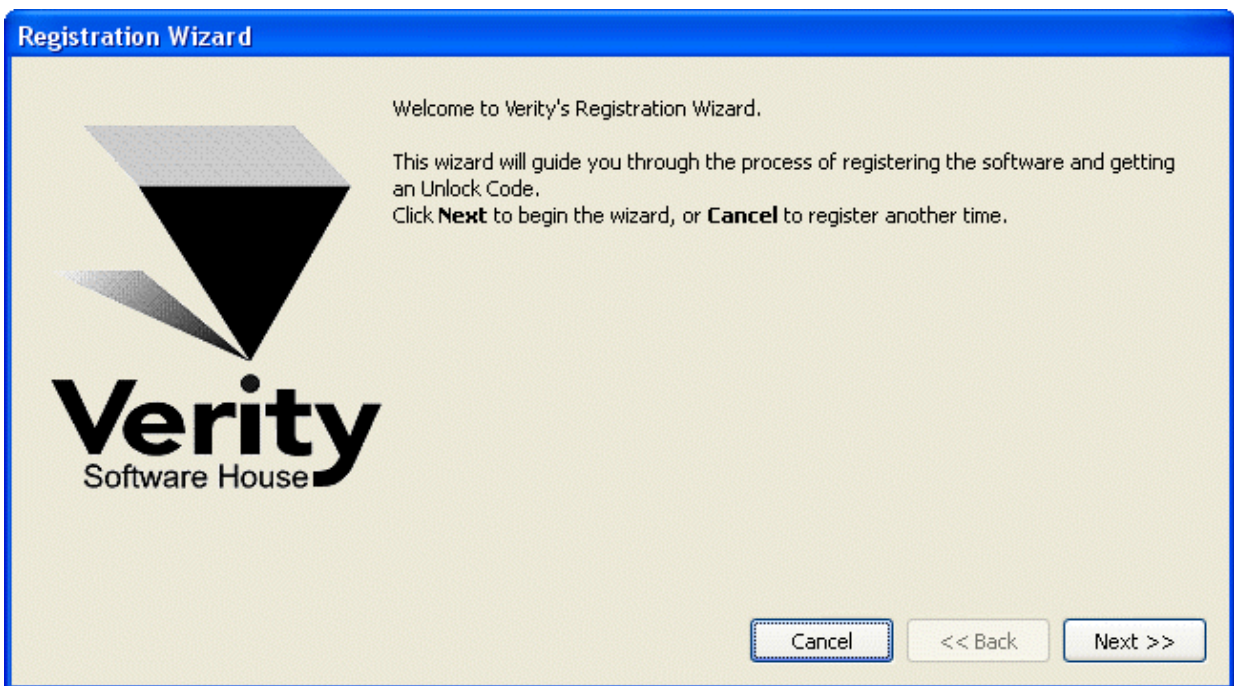 Registration Wizard
Welcome to Verity's Registration Wizard.
This wizard will guide you through the process of registering the software and getting
an Unlock Code.
Click Next to begin the wizard, or Cancel to register another time.
Verity
Software House
Cancel
<< Back
Next >>